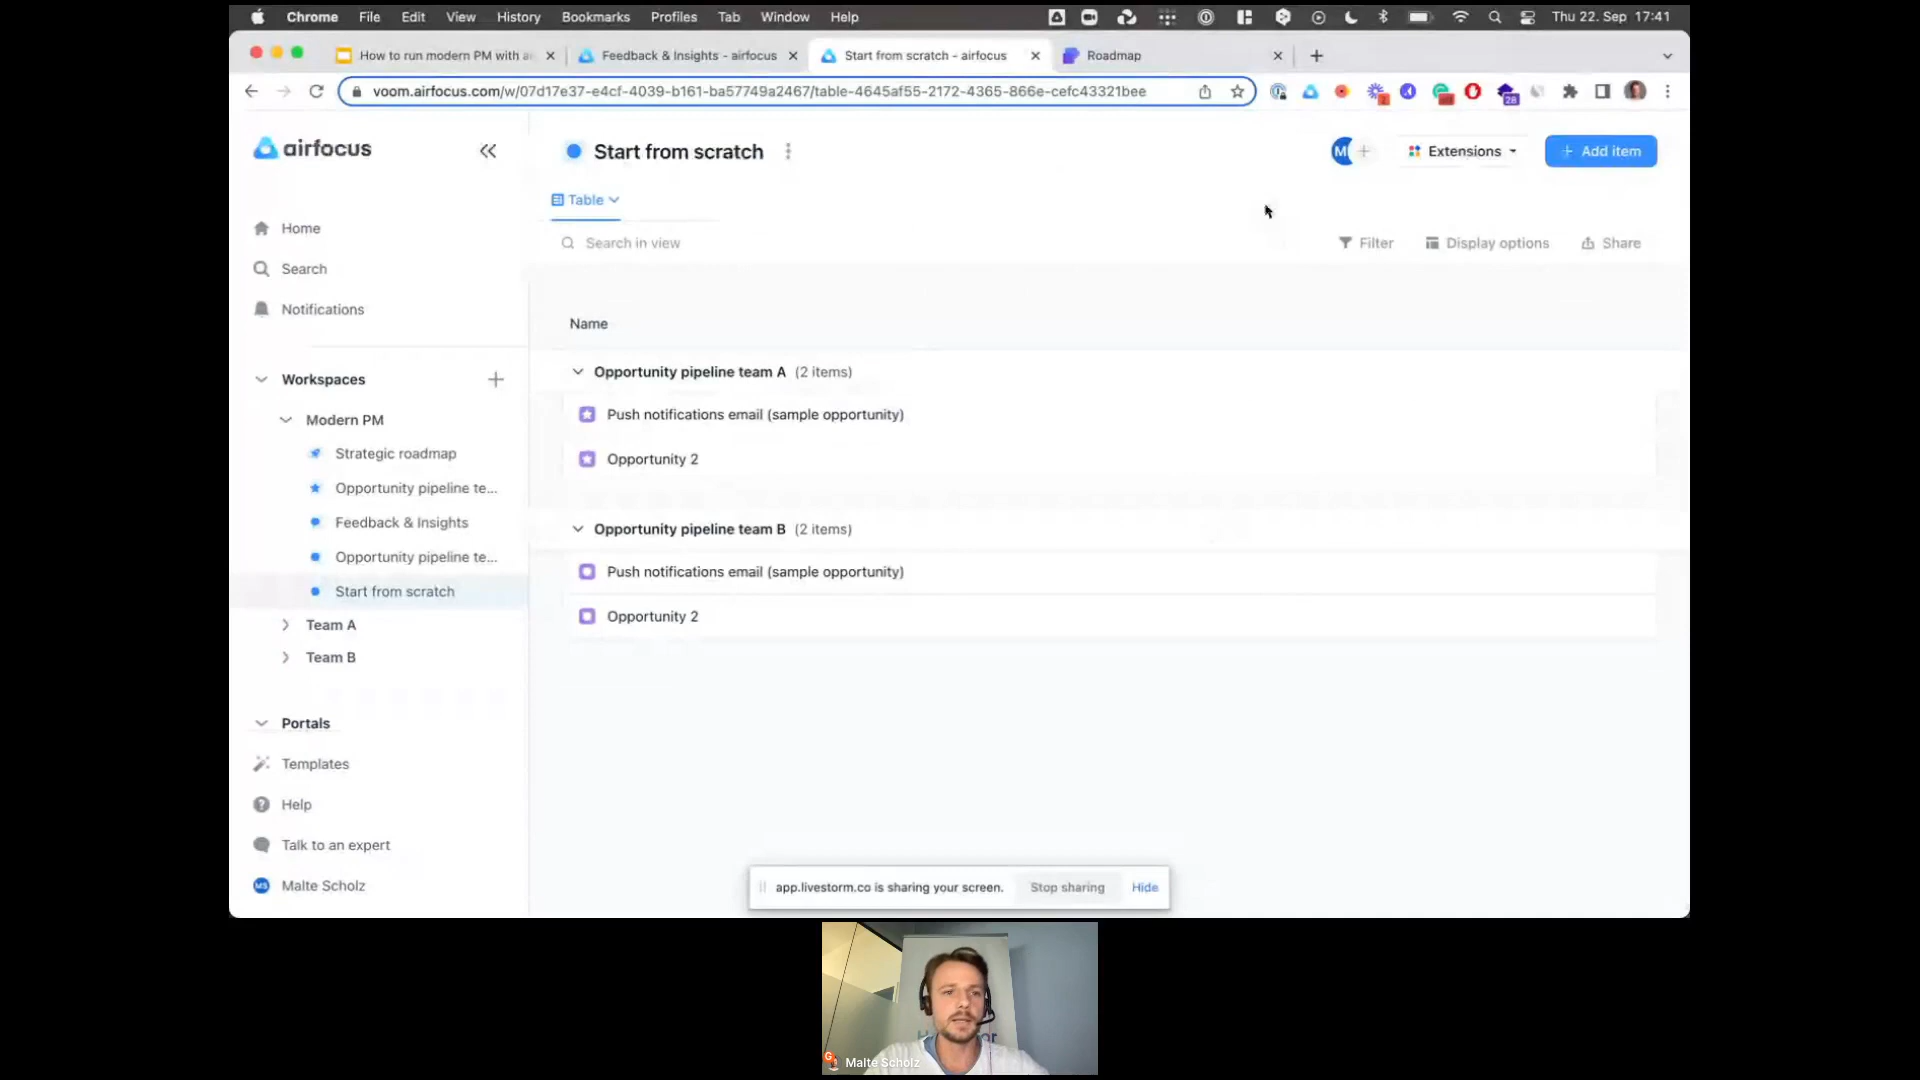 Chrome File Edit View History Bookmarks Profiles Tab Window Help
Thu 22. Sep 17:41
How to run modern PM with ai
Feedback & Insights - airfocus
Start from scratch - airfocus
Roadmap
voom.airfocus.com/w/07d17e37-e4cf-4039-b161-ba57749a2467/table-4645af55-2172-4365-866e-cefc43321bee
28
airfocus
Home
Search
Notifications
Workspaces
Modern PM
Strategic roadmap
Opportunity pipeline te...
Feedback & Insights
Opportunity pipeline te...
Start from scratch
Team A
Team B
Portals
Templates
Help
Talk to an expert
MS Malte Scholz
Start from scratch
Extensions
Add item
Table
Search in view
Filter
Display options
Share
Name
Opportunity pipeline team A (2 items)
Push notifications email (sample opportunity)
Opportunity 2
Opportunity pipeline team B (2 items)
Push notifications email (sample opportunity)
Opportunity 2
app.livestorm.co is sharing your screen.
Stop sharing
Hide
Malte Scholz